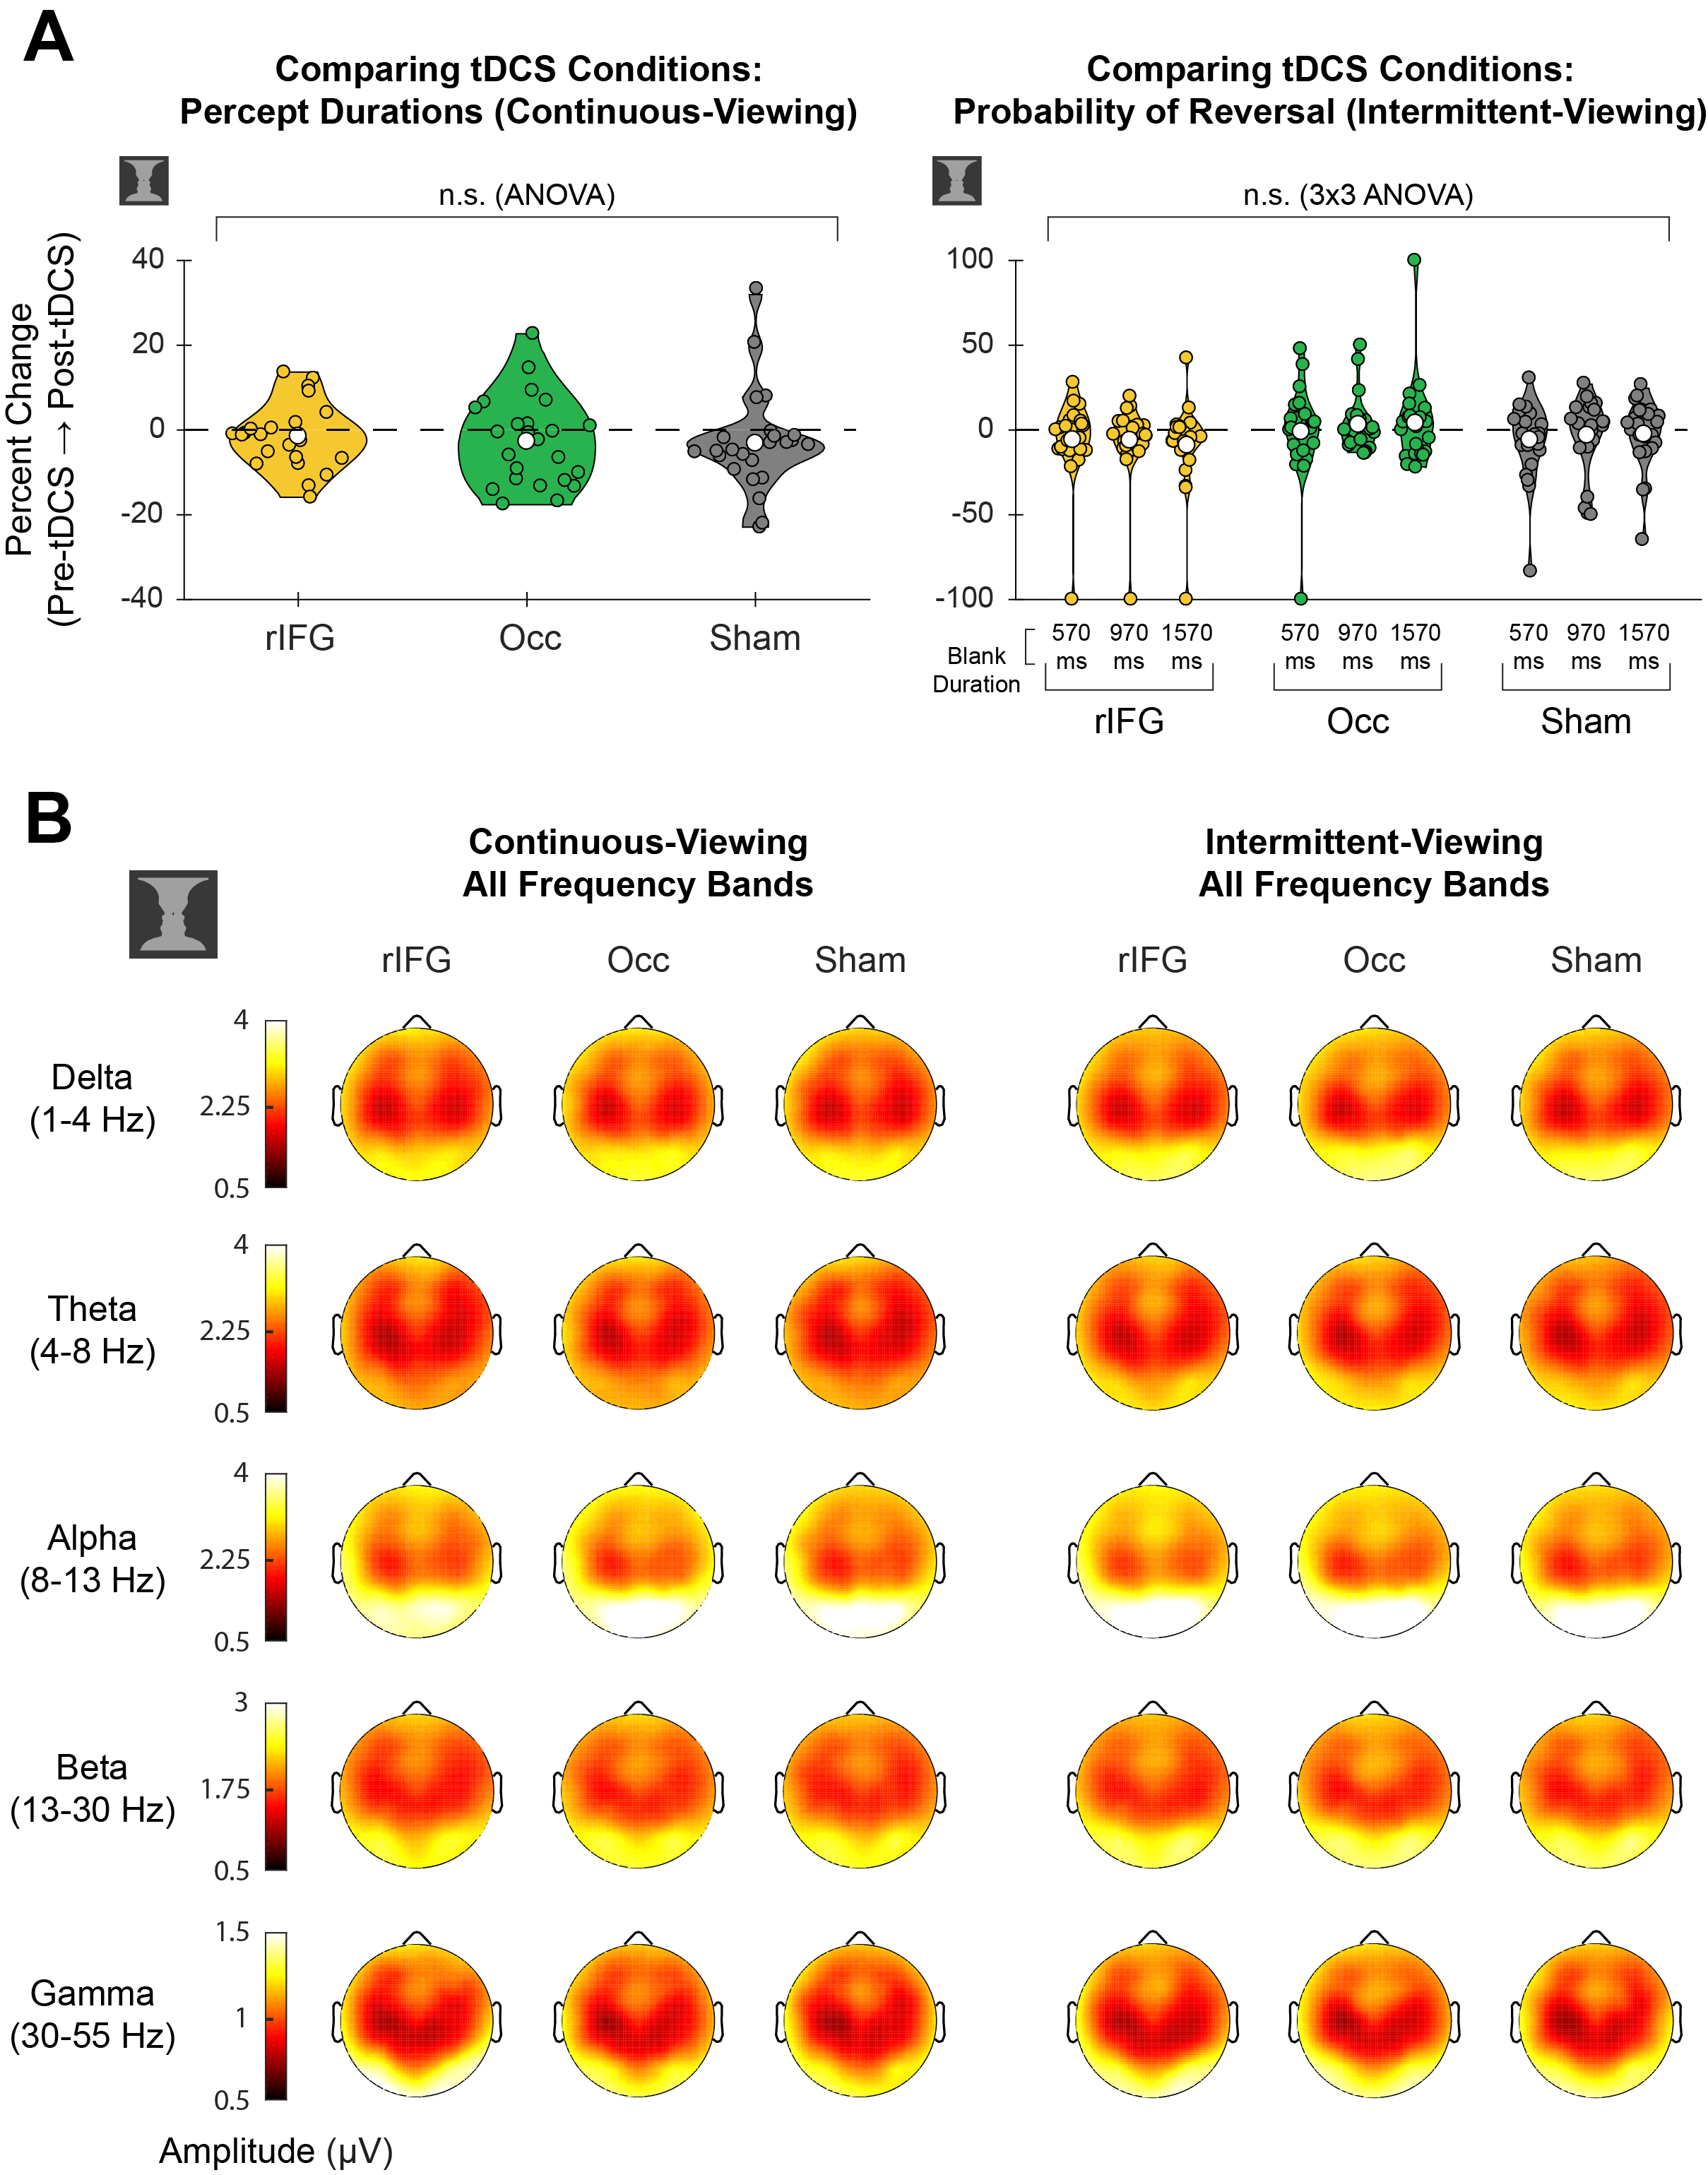 A
Comparing tDCS Conditions:
Percept Durations (Continuous-Viewing)
n.s. (ANOVA)
Percent Change
(Pre-tDCS → Post-tDCS)
40
20
0
-20
-40
rIFG Occ Sham
Comparing tDCS Conditions:
Probability of Reversal (Intermittent-Viewing)
n.s. (3x3 ANOVA)
100
50
0
-50
-100
Blank
Duration
570 970 1570 570 970 1570 570 970 1570
ms ms ms ms ms ms ms ms ms
rIFG Occ Sham
B
Continuous-Viewing
All Frequency Bands
Intermittent-Viewing
All Frequency Bands
rIFG Occ Sham rIFG Occ Sham
Delta
(1-4 Hz)
4
2.25
0.5
Theta
(4-8 Hz)
4
2.25
0.5
Alpha
(8-13 Hz)
4
2.25
0.5
Beta
(13-30 Hz)
3
1.75
0.5
Gamma
(30-55 Hz)
1.5
1
0.5
Amplitude (μV)